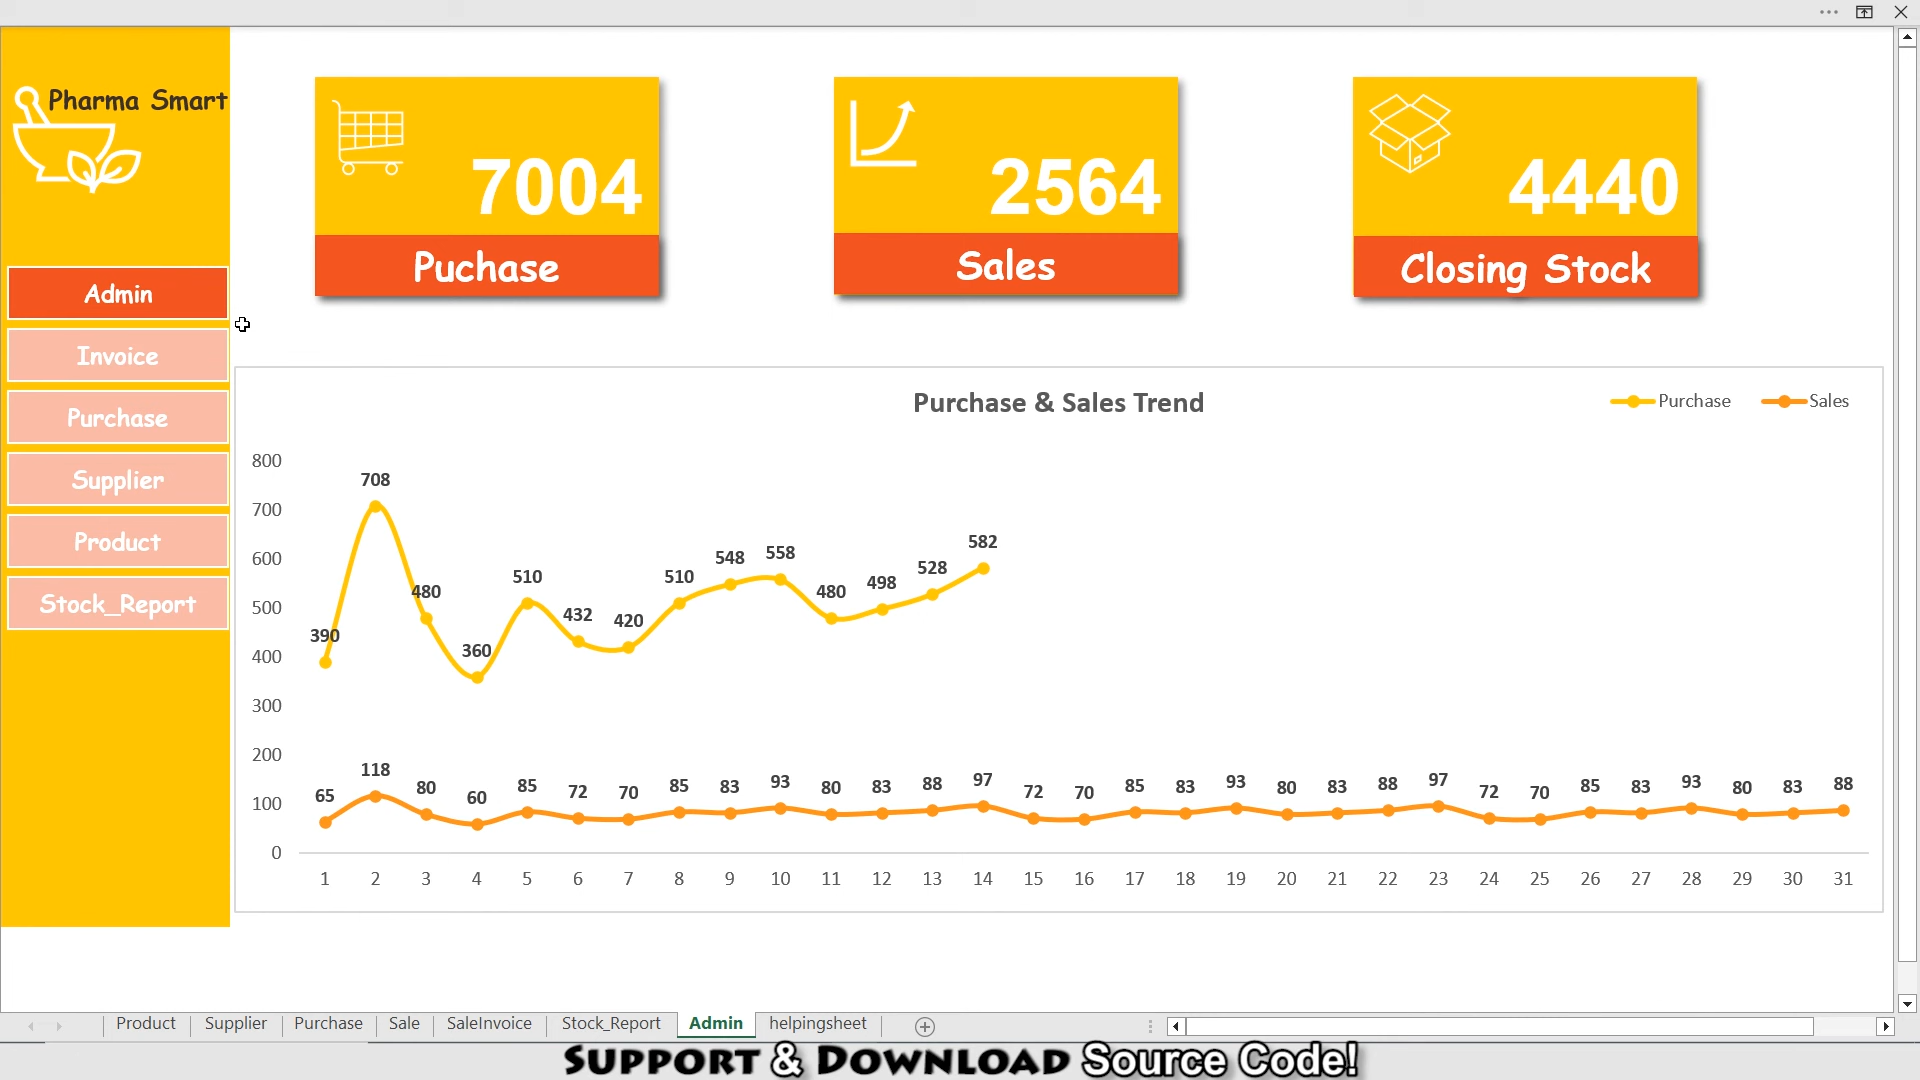 Pharma Smart
7004
Puchase
2564
Sales
4440
Closing Stock
Admin
Invoice
Purchase
Supplier
Product
Stock_Report
Purchase & Sales Trend
Purchase
Sales
800
700
600
500
400
300
200
100
0
390 708 480 360 510 432 420 510 548 558 480 498 528 582
65 118 80 60 85 72 70 85 83 93 80 83 88 97 72 70 85 83 93 80 83 88 97 72 70 85 83 93 80 83 88
1 2 3 4 5 6 7 8 9 10 11 12 13 14 15 16 17 18 19 20 21 22 23 24 25 26 27 28 29 30 31
Product Supplier Purchase Sale SaleInvoice Stock_Report Admin helpingsheet
Support & Download Source Code!